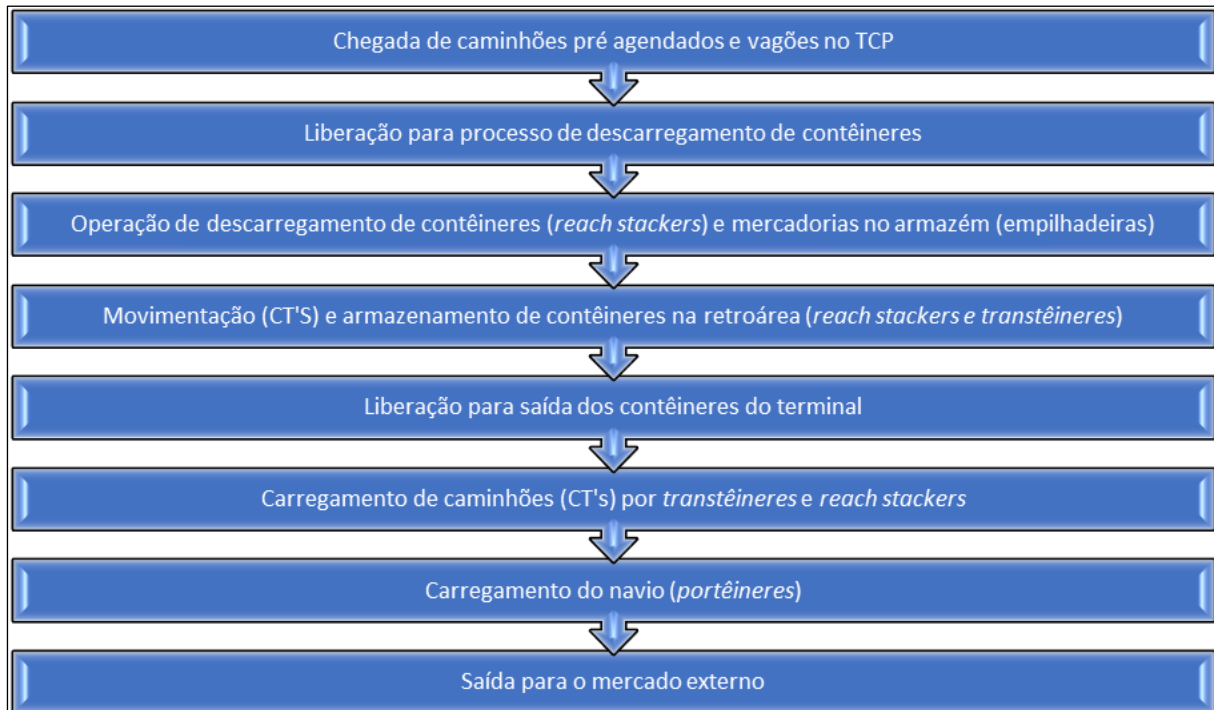 Chegada de caminhões pré agendados e vagões no TCP
Liberação para processo de descarregamento de contêineres
Operação de descarregamento de contêineres (reach stackers) e mercadorias no armazém (empilhadeiras)
Movimentação (CT'S) e armazenamento de contêineres na retroárea (reach stackers e transtêineres)
Liberação para saída dos contêineres do terminal
Carregamento de caminhões (CT's) por transtêineres e reach stackers
Carregamento do navio (portêineres)
Saída para o mercado externo